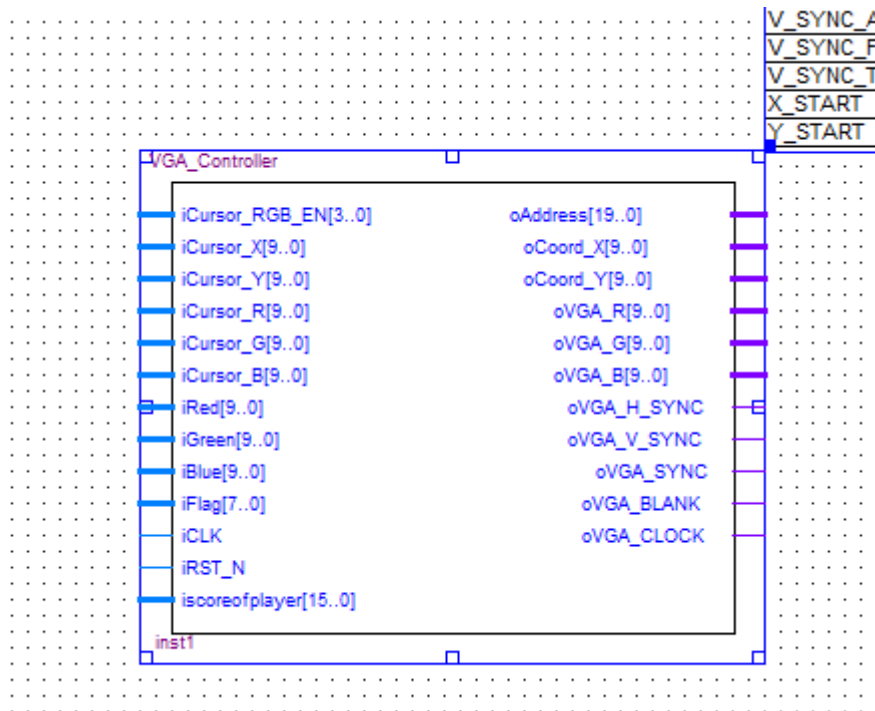 V_SYNC_
V_SYNC_
V_SYNC_
X_START
Y_START
VGA_Controller
iCursor_RGB_EN[3..0] oAddress[19..0]
iCursor_X[9..0] oCoord_X[9..0]
iCursor_Y[9..0] oCoord_Y[9..0]
iCursor_R[9..0] oVGA_R[9..0]
iCursor_G[9..0] oVGA_G[9..0]
iCursor_B[9..0] oVGA_B[9..0]
iRed[9..0] oVGA_H_SYNC
iGreen[9..0] oVGA_V_SYNC
iBlue[9..0] oVGA_SYNC
iFlag[7..0] oVGA_BLANK
iCLK oVGA_CLOCK
iRST_N
iscoreofplayer[15..0]
inst1